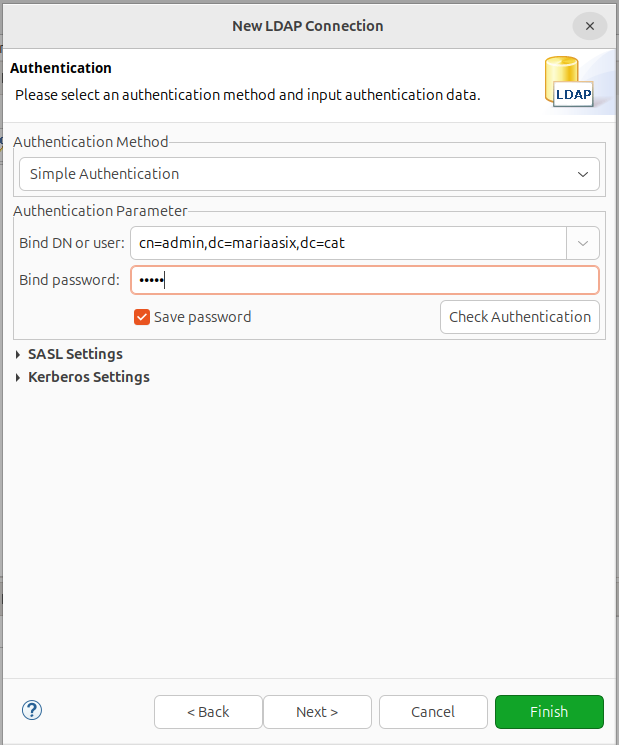 New LDAP Connection
Authentication
Please select an authentication method and input authentication data.
LDAP
Authentication Method
Simple Authentication
Authentication Parameter
Bind DN or user: cn=admin,dc=mariaasix,dc=cat
Bind password: •••••
Save password Check Authentication
SASL Settings
Kerberos Settings
? < Back Next > Cancel Finish